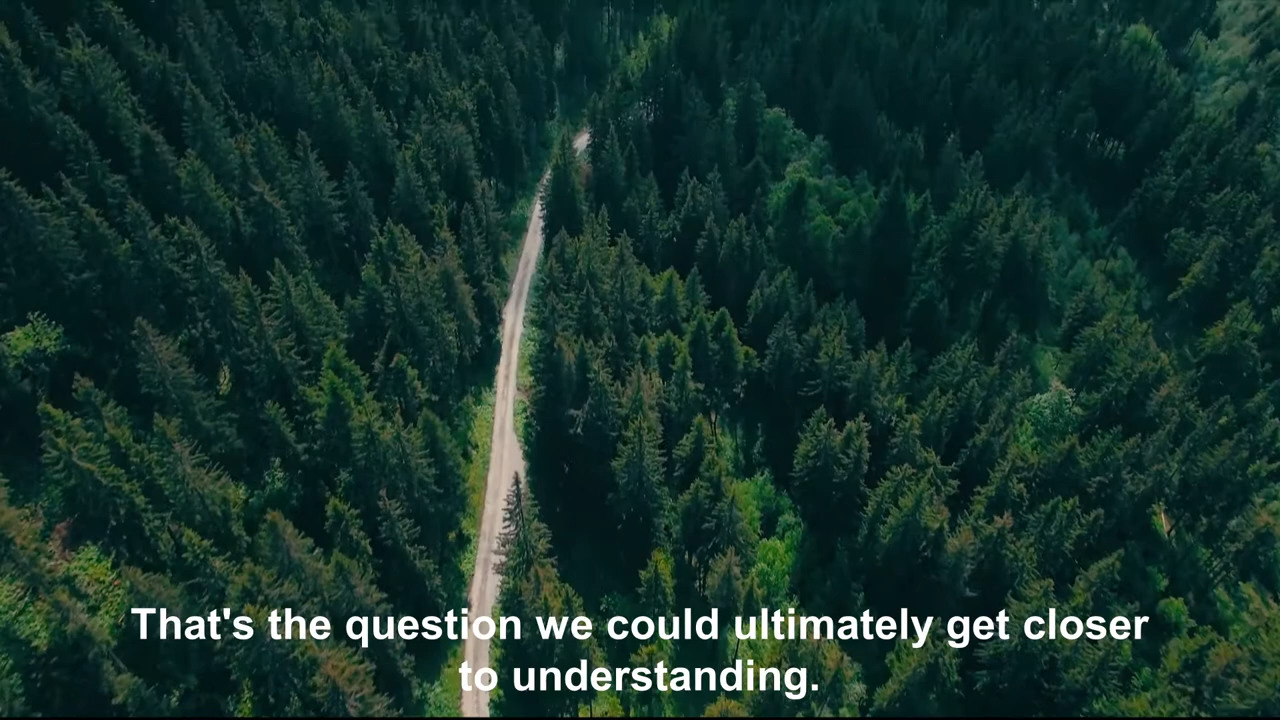 That's the question we could ultimately get closer
to understanding.